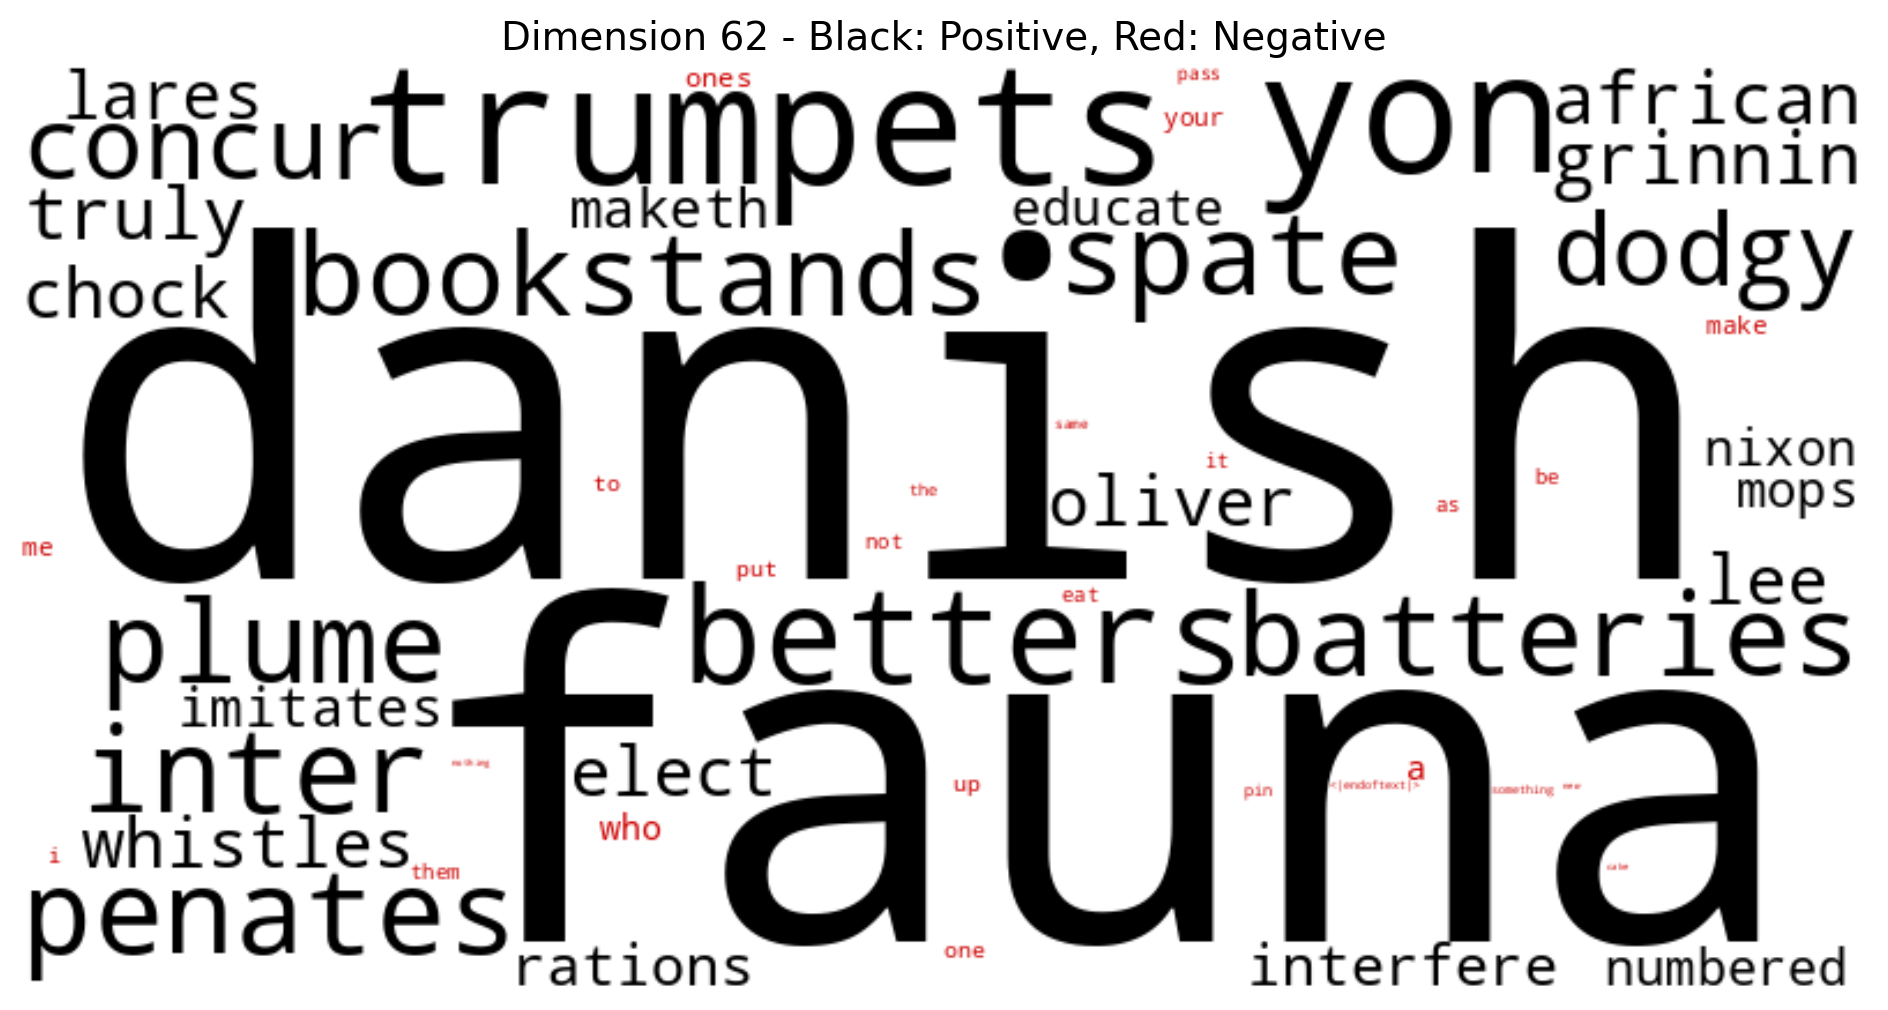 Dimension 62 - Black: Positive, Red: Negative
lares
ones
pass
trumpets
your
yon
african
concur
grinnin
truly
maketh
educate
dodgy
bookstands
spate
chock
make
danish
same
nixon
to
the
it
be
mops
oliver
as
me
not
put
eat
lee
plume
betters
batteries
imitates
fauna
inter
nothing
elect
up
pin
a
<|endoftext|>
something
who
whistles
i
them
penates
one
rations
interfere
numbered